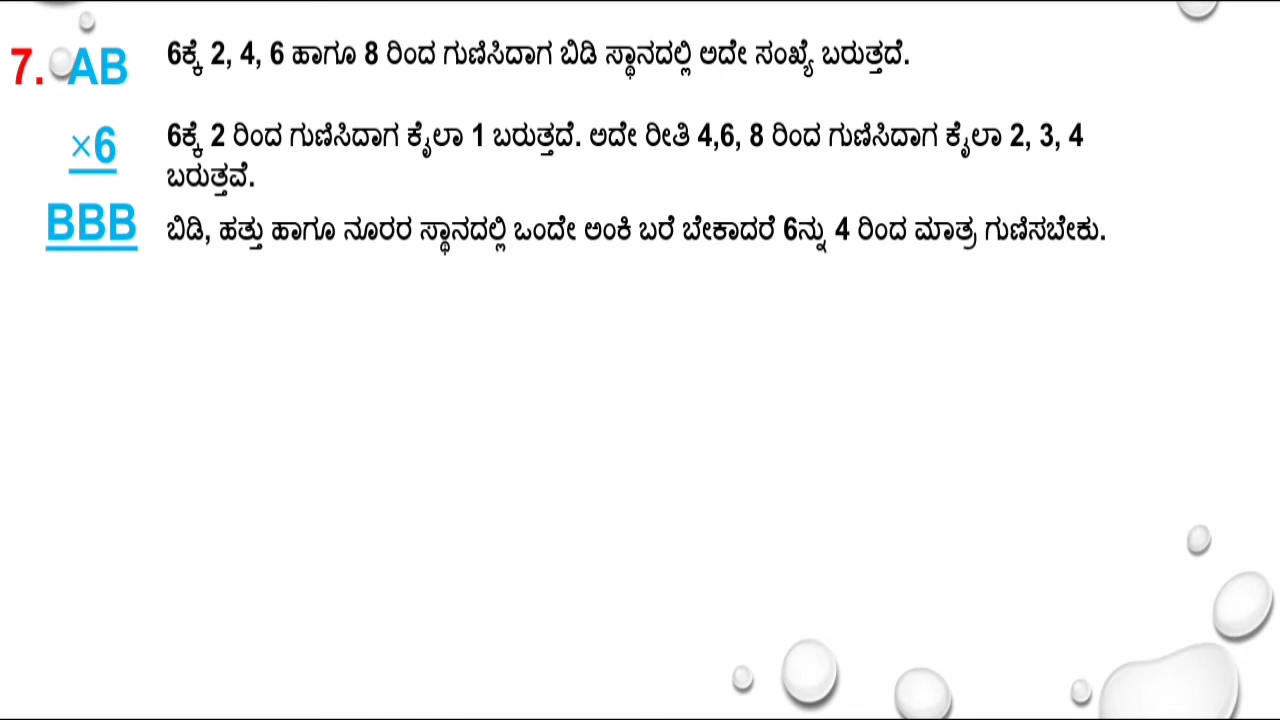 7. AB 6ಕ್ಕೆ 2, 4, 6 ಹಾಗೂ 8 ರಿಂದ ಗುಣಿಸಿದಾಗ ಬಿಡಿ ಸ್ಥಾನದಲ್ಲಿ ಅದೇ ಸಂಖ್ಯೆ ಬರುತ್ತದೆ.
×6 6ಕ್ಕೆ 2 ರಿಂದ ಗುಣಿಸಿದಾಗ ಕೈಲಾ 1 ಬರುತ್ತದೆ. ಅದೇ ರೀತಿ 4,6, 8 ರಿಂದ ಗುಣಿಸಿದಾಗ ಕೈಲಾ 2, 3, 4
ಬರುತ್ತವೆ.
BBB ಬಿಡಿ, ಹತ್ತು ಹಾಗೂ ನೂರರ ಸ್ಥಾನದಲ್ಲಿ ಒಂದೇ ಅಂಕಿ ಬರೆ ಬೇಕಾದರೆ 6ನ್ನು 4 ರಿಂದ ಮಾತ್ರ ಗುಣಿಸಬೇಕು.